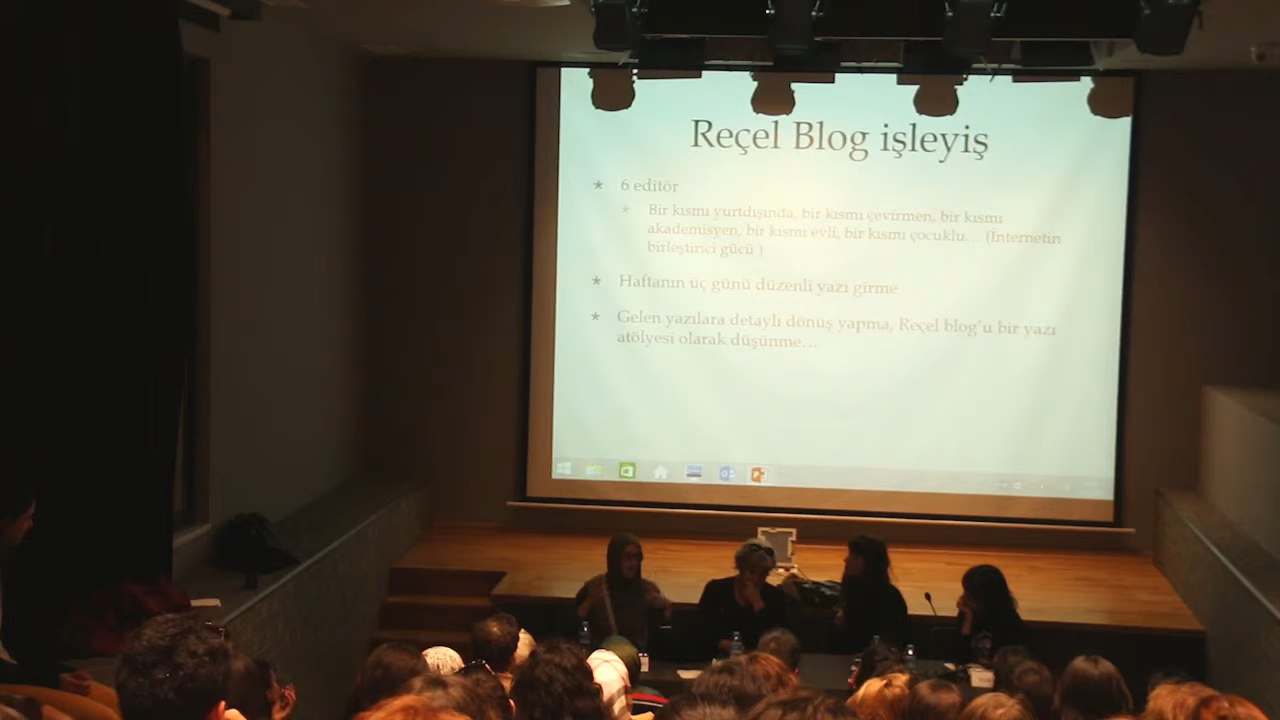 Reçel Blog işleyiş
6 editör
Bir kısmı yurtdışında, bir kısmı çevirmen, bir kısmı
akademisyen, bir kısmı evli, bir kısmı çocuklu… (İnternetin
birleştirici gücü )
Haftanın üç günü düzenli yazı girme
Gelen yazılara detaylı dönüş yapma, Reçel blog'u bir yazı
atölyesi olarak düşünme…